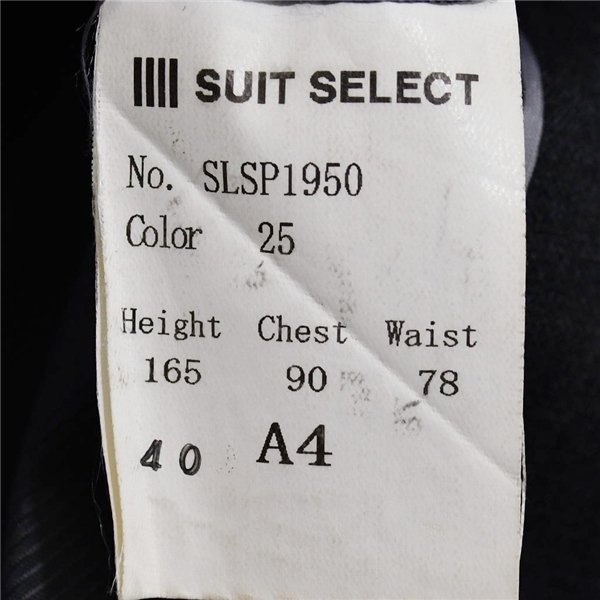 SUIT SELECT
No. SLSP1950
Color 25
Height Chest Waist
165 90 78
40 A4